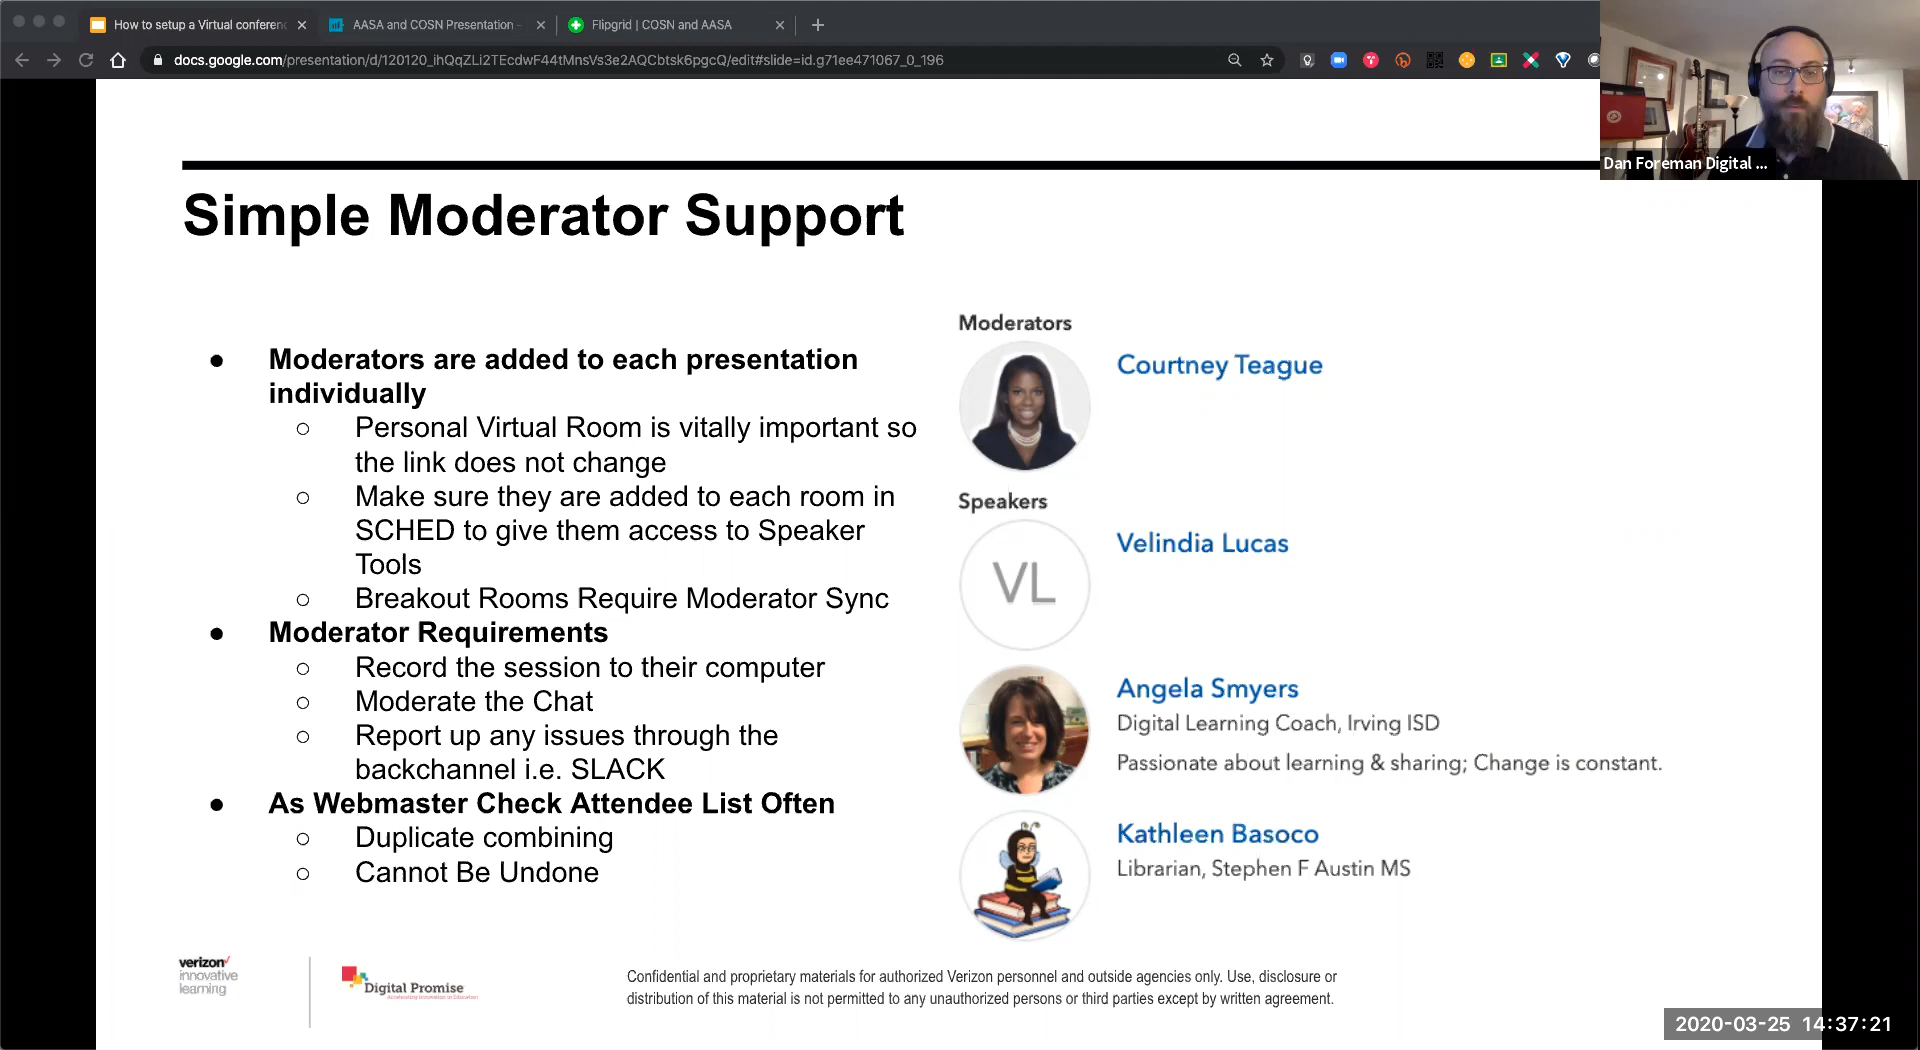 How to setup a Virtual conferenc
AASA and COSN Presentation -
Flipgrid | COSN and AASA
docs.google.com/presentation/d/120120_ihQqZLi2TEcdwF44tMnsVs3e2AQCbtsk6pgcQ/edit#slide=id.g71ee471067_0_196
Dan Foreman Digital ...
Simple Moderator Support
● Moderators are added to each presentation
individually
○ Personal Virtual Room is vitally important so
the link does not change
○ Make sure they are added to each room in
SCHED to give them access to Speaker
Tools
○ Breakout Rooms Require Moderator Sync
● Moderator Requirements
○ Record the session to their computer
○ Moderate the Chat
○ Report up any issues through the
backchannel i.e. SLACK
● As Webmaster Check Attendee List Often
○ Duplicate combining
○ Cannot Be Undone
Moderators
Courtney Teague
Speakers
VL
Velindia Lucas
Angela Smyers
Digital Learning Coach, Irving ISD
Passionate about learning & sharing; Change is constant.
Kathleen Basoco
Librarian, Stephen F Austin MS
verizon
innovative
learning
Digital Promise
Accelerating Innovation in Education
Confidential and proprietary materials for authorized Verizon personnel and outside agencies only. Use, disclosure or
distribution of this material is not permitted to any unauthorized persons or third parties except by written agreement.
2020-03-25 14:37:21